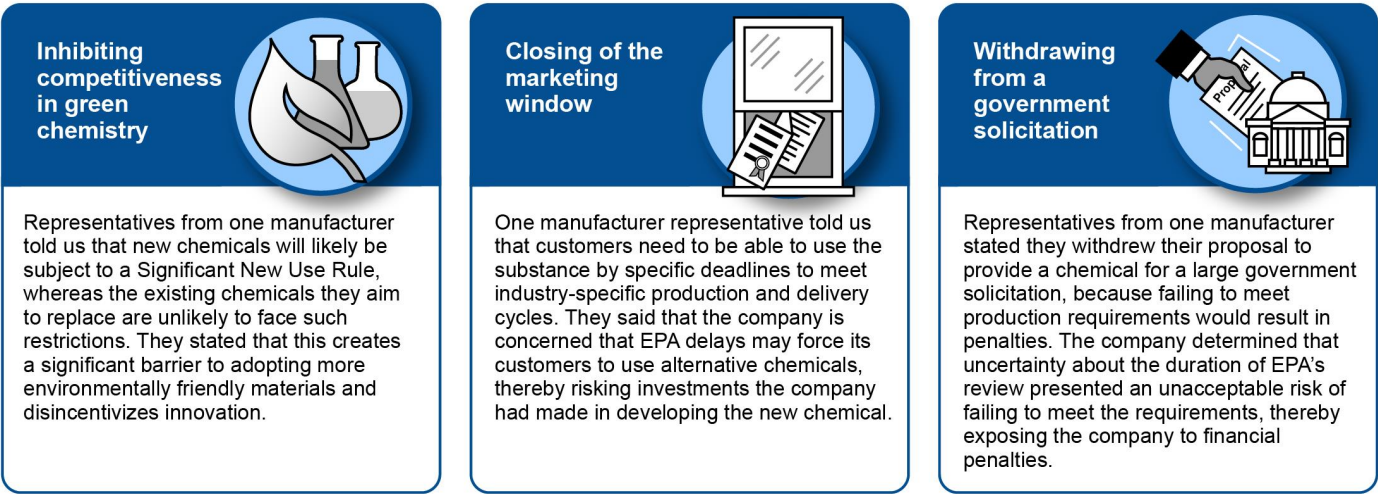 Inhibiting
competitiveness
in green
chemistry
Representatives from one manufacturer
told us that new chemicals will likely be
subject to a Significant New Use Rule,
whereas the existing chemicals they aim
to replace are unlikely to face such
restrictions. They stated that this creates
a significant barrier to adopting more
environmentally friendly materials and
disincentivizes innovation.
Closing of the
marketing
window
One manufacturer representative told us
that customers need to be able to use the
substance by specific deadlines to meet
industry-specific production and delivery
cycles. They said that the company is
concerned that EPA delays may force its
customers to use alternative chemicals,
thereby risking investments the company
had made in developing the new chemical.
Withdrawing
from a
government
solicitation
Representatives from one manufacturer
stated they withdrew their proposal to
provide a chemical for a large government
solicitation, because failing to meet
production requirements would result in
penalties. The company determined that
uncertainty about the duration of EPA’s
review presented an unacceptable risk of
failing to meet the requirements, thereby
exposing the company to financial
penalties.